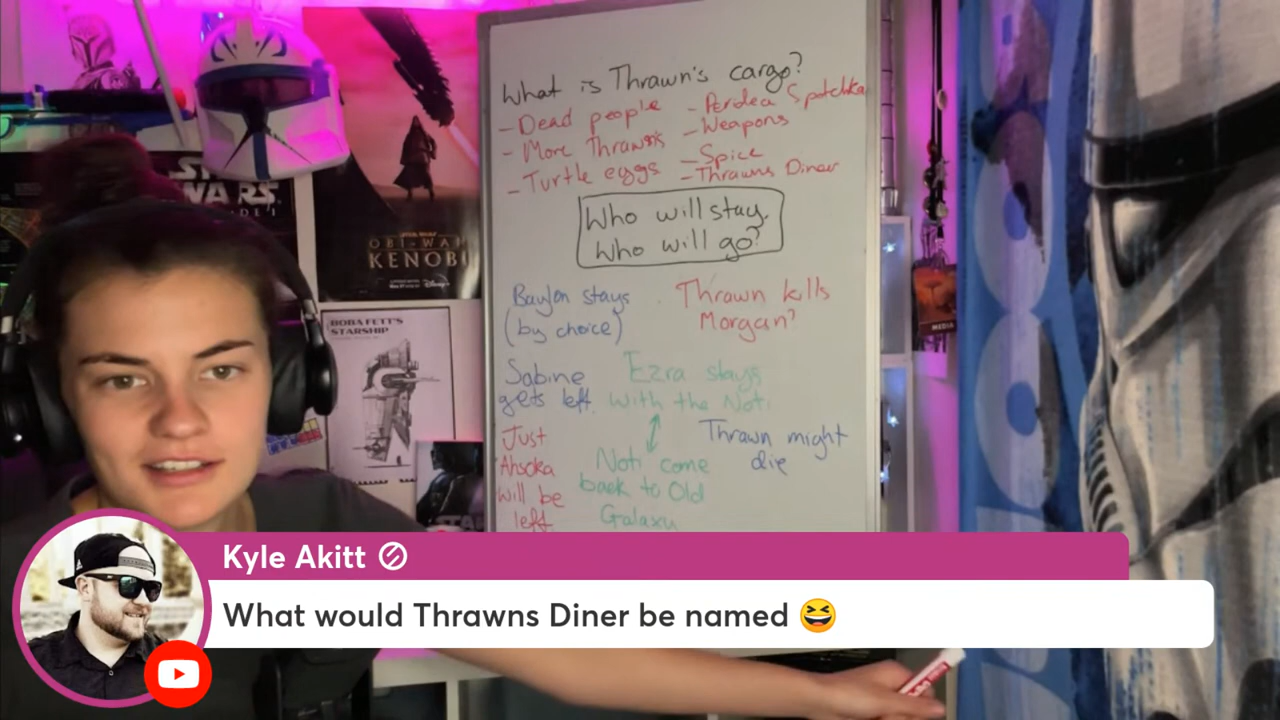 What is Thrawn's cargo?
- Dead people
- More Thrawns
- Turtle eggs
- Peridea Spotchka
- Weapons
- Spice
- Thrawns Diner
Who will stay.
Who will go?
Baylon stays
(by choice)
Thrawn kills
Morgan?
Sabine
gets left
Ezra stays
with the Noti
Just
Ahsoka
will be
left
Noti come
back to Old
Galaxy
Thrawn might
die
STAR
WARS
OBI-WAN
KENOBI
Disney+
BOBA FETT'S
STARSHIP
MEDIA
Kyle Akitt
What would Thrawns Diner be named 😆